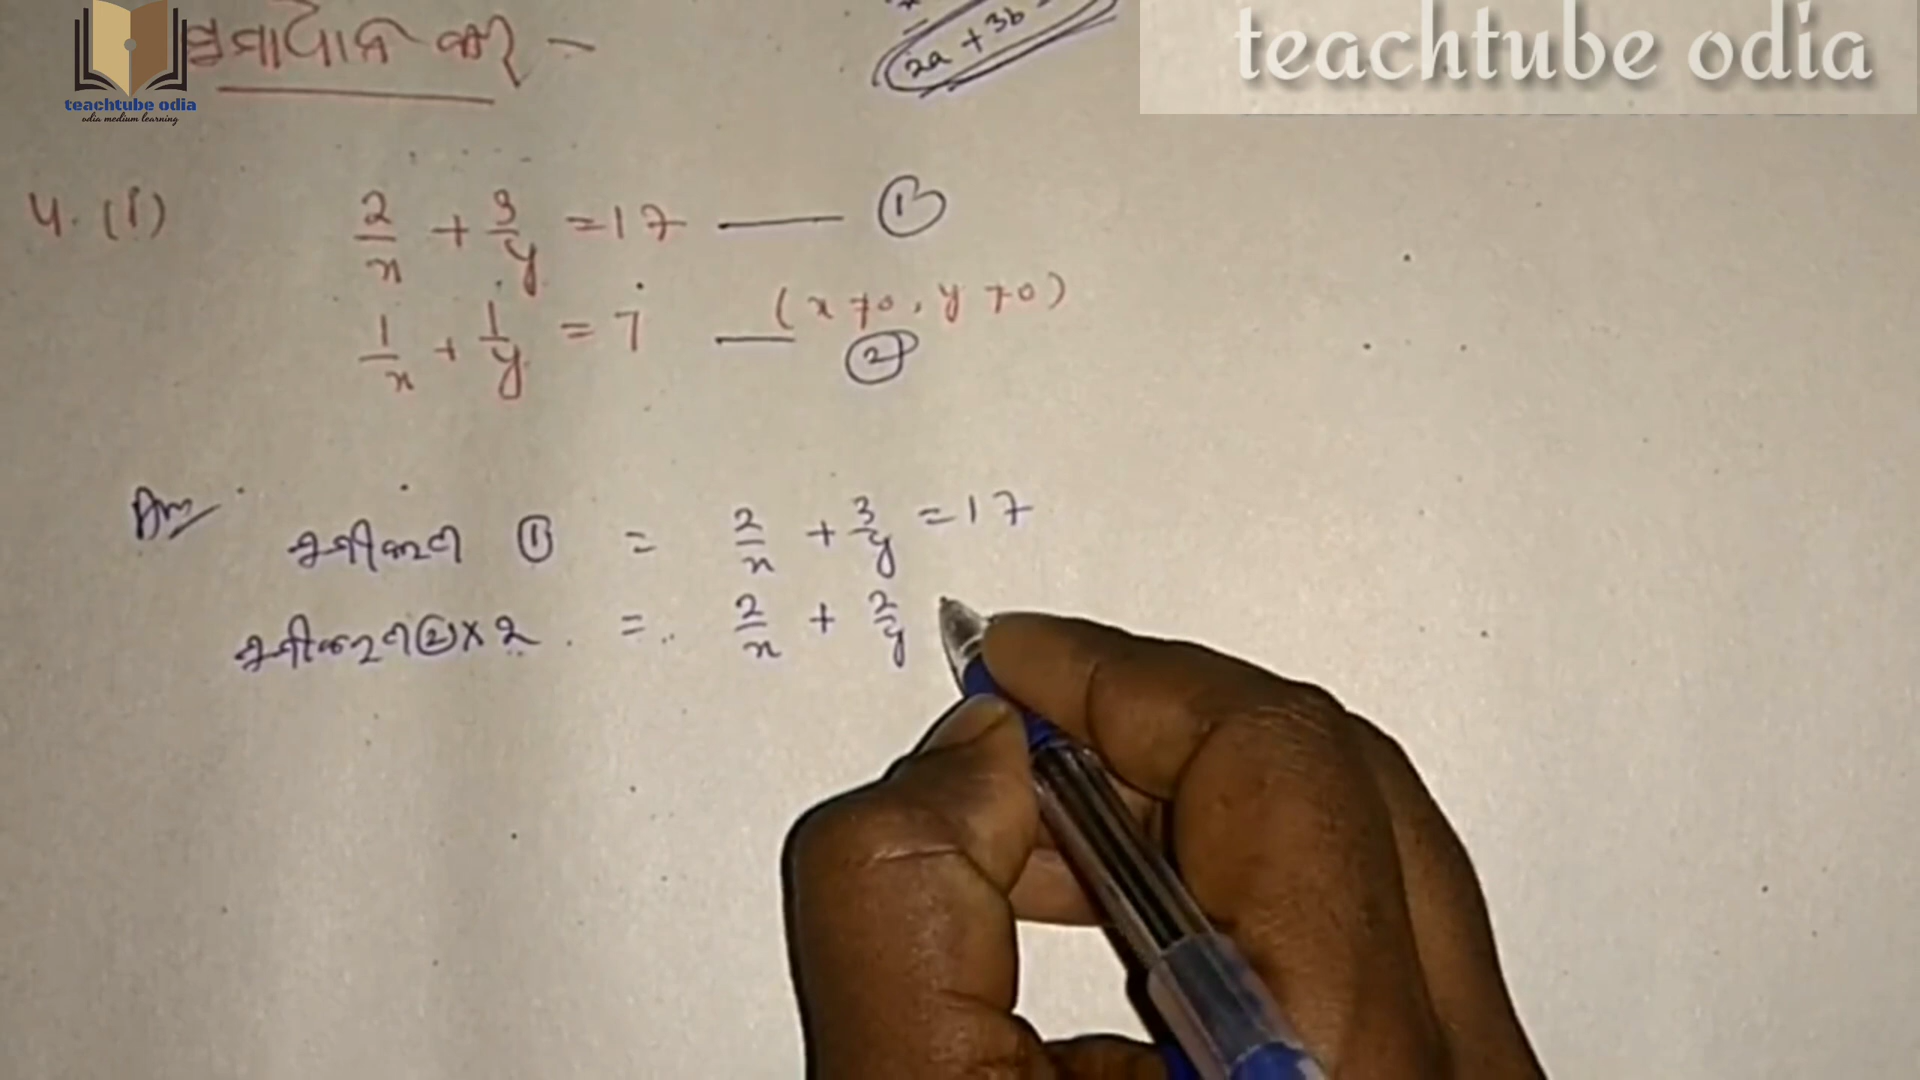 ସମାଧାନ କର –
2a + 3b
teachtube odia
teachtube odia
odia medium learning
4. (i) 2/x + 3/y = 17 —— ①
1/x + 1/y = 7 —— ②
(x ≠ 0, y ≠ 0)
Ans
ସମୀକରଣ ① = 2/x + 3/y = 17
ସମୀକରଣ ② × 2 = 2/x + 2/y